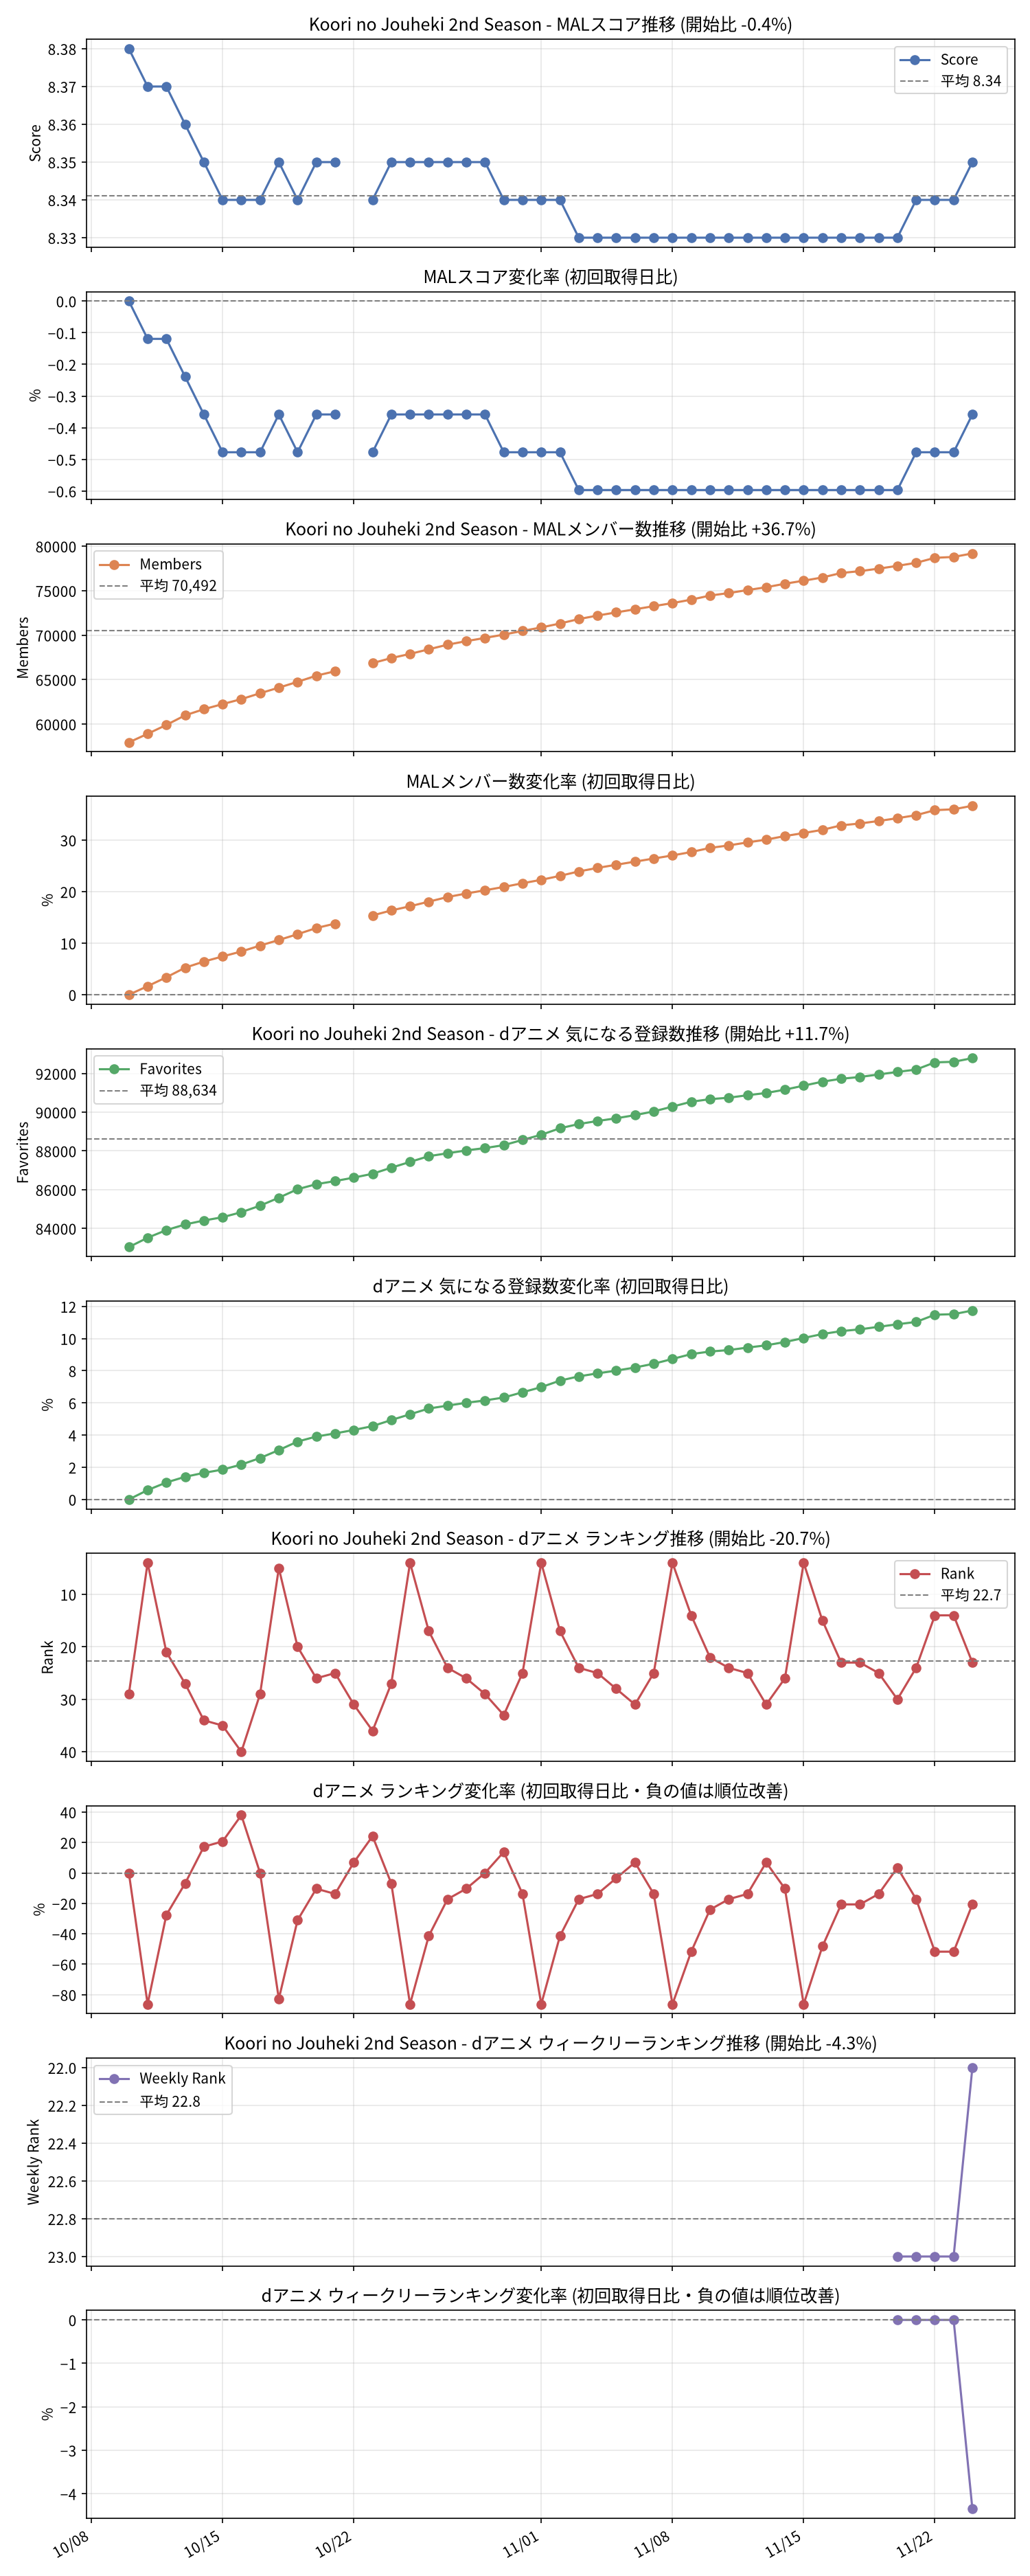 Koori no Jouheki 2nd Season - MALスコア推移 (開始比 -0.4%)
8.38
8.37
8.36
8.35
8.34
8.33
Score
Score
平均 8.34
MALスコア変化率 (初回取得日比)
0.0
−0.1
−0.2
−0.3
−0.4
−0.5
−0.6
%
Koori no Jouheki 2nd Season - MALメンバー数推移 (開始比 +36.7%)
80000
75000
70000
65000
60000
Members
Members
平均 70,492
MALメンバー数変化率 (初回取得日比)
30
20
10
0
%
Koori no Jouheki 2nd Season - dアニメ 気になる登録数推移 (開始比 +11.7%)
92000
90000
88000
86000
84000
Favorites
Favorites
平均 88,634
dアニメ 気になる登録数変化率 (初回取得日比)
12
10
8
6
4
2
0
%
Koori no Jouheki 2nd Season - dアニメ ランキング推移 (開始比 -20.7%)
10
20
30
40
Rank
Rank
平均 22.7
dアニメ ランキング変化率 (初回取得日比・負の値は順位改善)
40
20
0
−20
−40
−60
−80
%
Koori no Jouheki 2nd Season - dアニメ ウィークリーランキング推移 (開始比 -4.3%)
22.0
22.2
22.4
22.6
22.8
23.0
Weekly Rank
Weekly Rank
平均 22.8
dアニメ ウィークリーランキング変化率 (初回取得日比・負の値は順位改善)
0
−1
−2
−3
−4
%
10/08
10/15
10/22
11/01
11/08
11/15
11/22